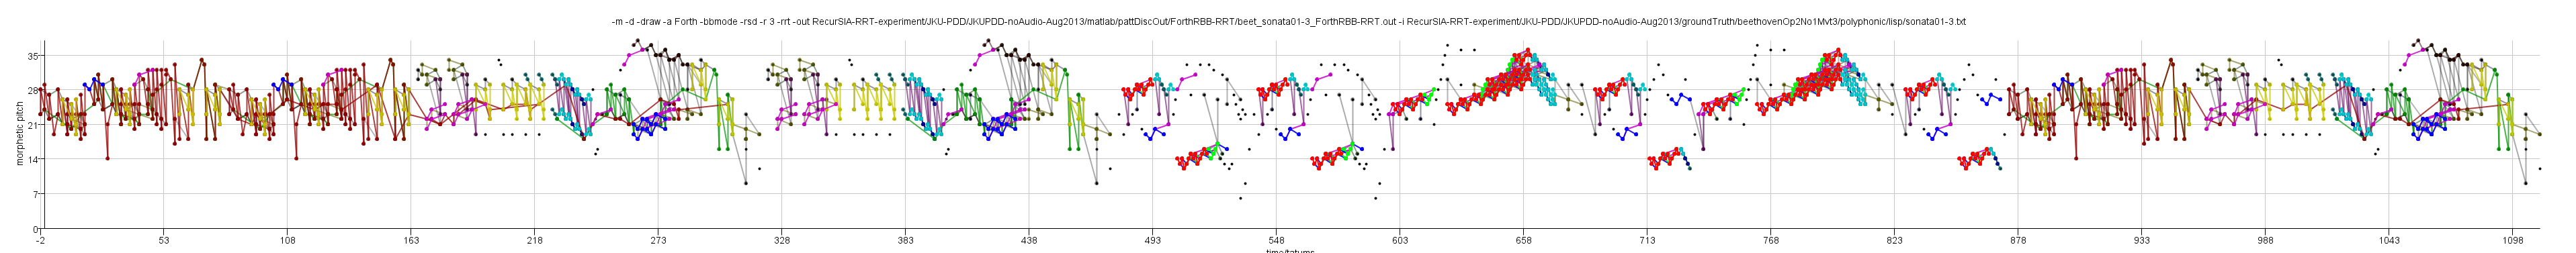 -m -d -draw -a Forth -bbmode -rsd -r 3 -rrt -out RecurSIA-RRT-experiment/JKU-PDD/JKUPDD-noAudio-Aug2013/matlab/pattDiscOut/ForthRBB-RRT/beet_sonata01-3_ForthRBB-RRT.out -i RecurSIA-RRT-experiment/JKU-PDD/JKUPDD-noAudio-Aug2013/groundTruth/beethovenOp2No1Mvt3/polyphonic/lisp/sonata01-3.txt
morphetic pitch
35
28
21
14
7
0
-2 53 108 163 218 273 328 383 438 493 548 603 658 713 768 823 878 933 988 1043 1098
time/tatums